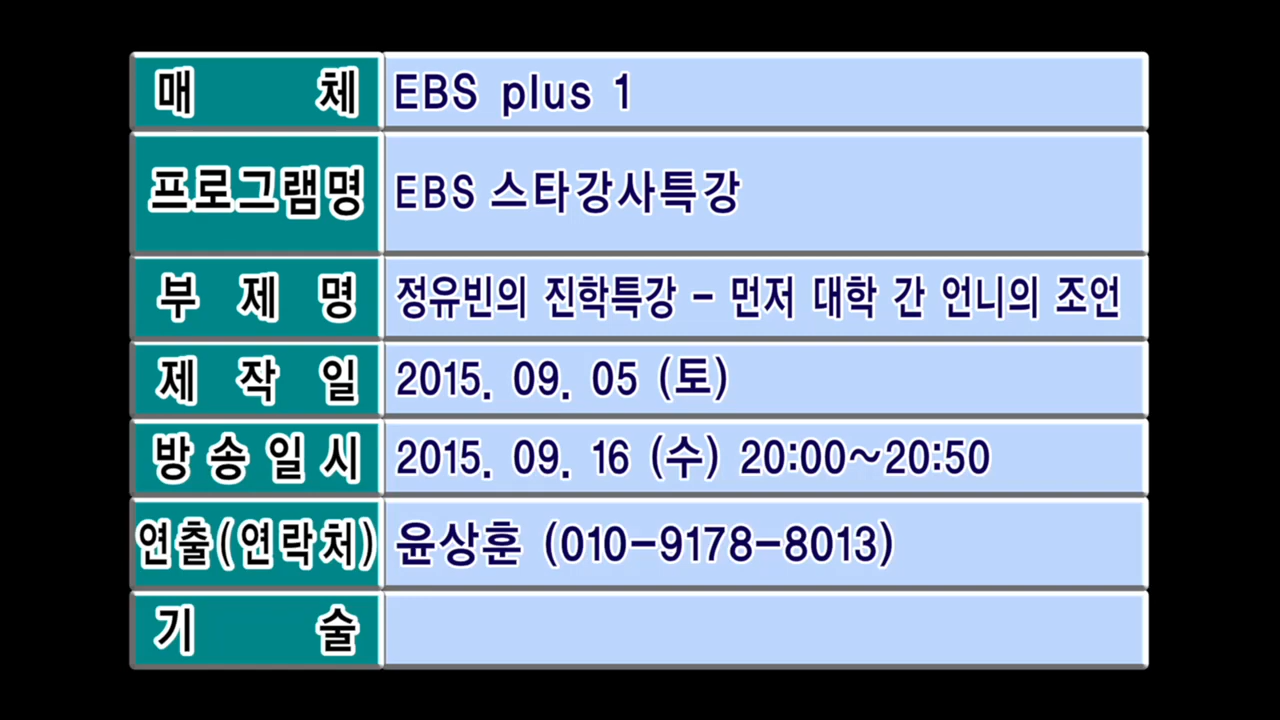 매 체 EBS plus 1
프로그램명 EBS 스타강사특강
부 제 명 정유빈의 진학특강 - 먼저 대학 간 언니의 조언
제 작 일 2015. 09. 05 (토)
방 송 일 시 2015. 09. 16 (수) 20:00~20:50
연출(연락처) 윤상훈 (010-9178-8013)
기 술